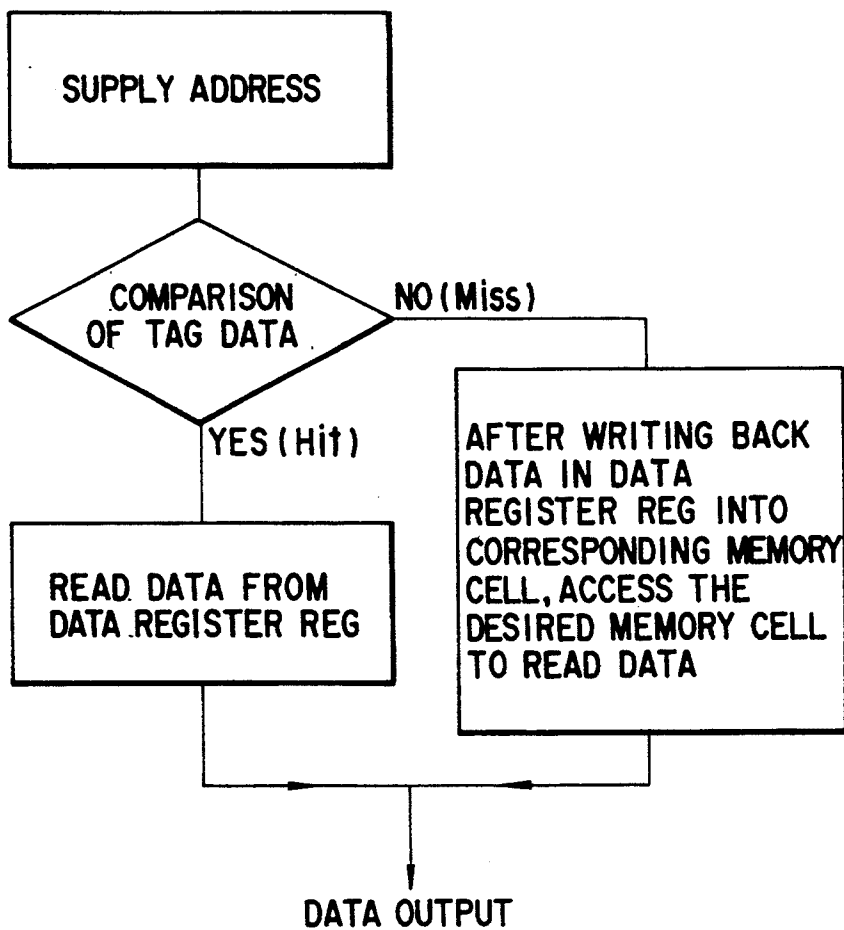 SUPPLY ADDRESS
COMPARISON
OF TAG DATA
NO (Miss)
YES (Hit)
AFTER WRITING BACK
DATA IN DATA
REGISTER REG INTO
CORRESPONDING MEMORY
CELL, ACCESS THE
DESIRED MEMORY CELL
TO READ DATA
READ DATA FROM
DATA REGISTER REG
DATA OUTPUT